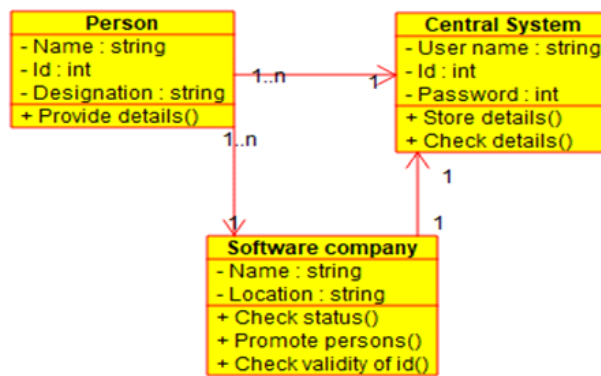 Person
- Name : string
- Id : int
- Designation : string
+ Provide details()
Central System
- User name : string
- Id : int
- Password : int
+ Store details()
+ Check details()
1..n
1
1..n
1
1
1
Software company
- Name : string
- Location : string
+ Check status()
+ Promote persons()
+ Check validity of id()